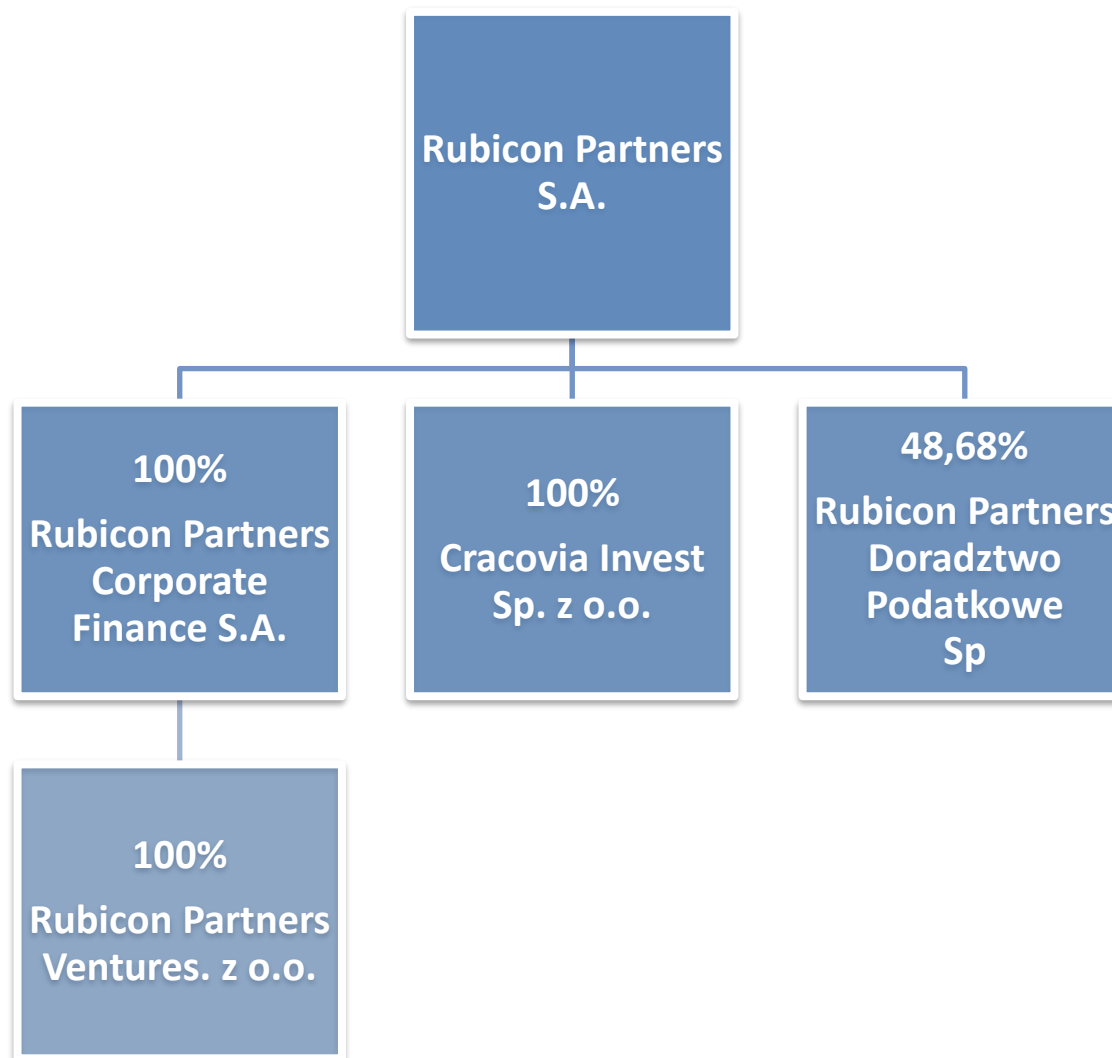 Rubicon Partners
S.A.
100%
Rubicon Partners
Corporate
Finance S.A.
100%
Cracovia Invest
Sp. z o.o.
48,68%
Rubicon Partners
Doradztwo
Podatkowe
Sp
100%
Rubicon Partners
Ventures. z o.o.